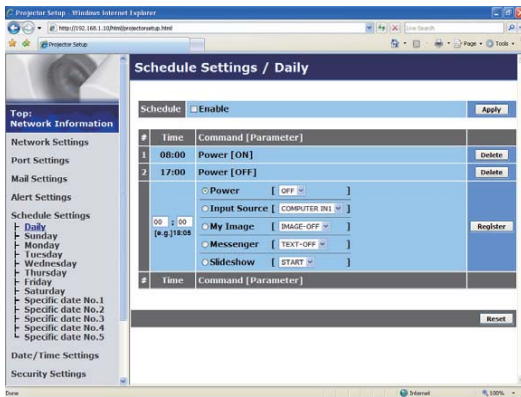 Projector Setup - Windows Internet Explorer
http://192.168.1.10/html/projectorsetup.html
Live Search
Projector Setup
Page
Tools
Schedule Settings / Daily
Top:
Network Information
Network Settings
Port Settings
Mail Settings
Alert Settings
Schedule Settings
Daily
Sunday
Monday
Tuesday
Wednesday
Thursday
Friday
Saturday
Specific date No.1
Specific date No.2
Specific date No.3
Specific date No.4
Specific date No.5
Date/Time Settings
Security Settings
Schedule Enable Apply
# Time Command [Parameter]
1 08:00 Power [ON] Delete
2 17:00 Power [OFF] Delete
00 : 00
[e.g.]18:05
Power [ OFF ]
Input Source [ COMPUTER IN1 ]
My Image [ IMAGE-OFF ]
Messenger [ TEXT-OFF ]
Slideshow [ START ]
Register
# Time Command [Parameter]
Reset
Done
Internet
100%